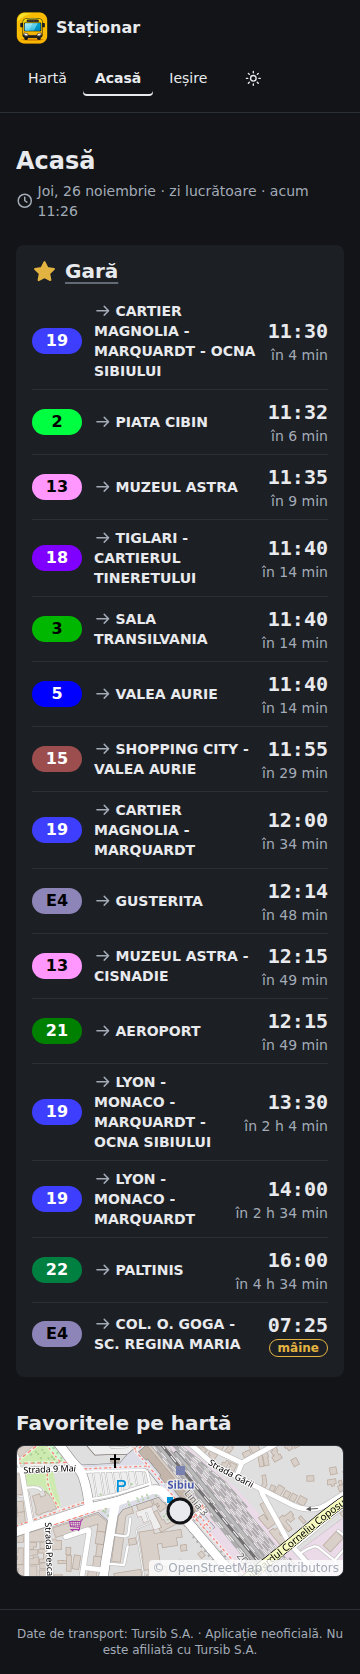 Staționar
Hartă Acasă Ieșire
Acasă
Joi, 26 noiembrie · zi lucrătoare · acum
11:26
Gară
19 → CARTIER MAGNOLIA - MARQUARDT - OCNA SIBIULUI 11:30 în 4 min
2 → PIATA CIBIN 11:32 în 6 min
13 → MUZEUL ASTRA 11:35 în 9 min
18 → TIGLARI - CARTIERUL TINERETULUI 11:40 în 14 min
3 → SALA TRANSILVANIA 11:40 în 14 min
5 → VALEA AURIE 11:40 în 14 min
15 → SHOPPING CITY - VALEA AURIE 11:55 în 29 min
19 → CARTIER MAGNOLIA - MARQUARDT 12:00 în 34 min
E4 → GUSTERITA 12:14 în 48 min
13 → MUZEUL ASTRA - CISNADIE 12:15 în 49 min
21 → AEROPORT 12:15 în 49 min
19 → LYON - MONACO - MARQUARDT - OCNA SIBIULUI 13:30 în 2 h 4 min
19 → LYON - MONACO - MARQUARDT 14:00 în 2 h 34 min
22 → PALTINIS 16:00 în 4 h 34 min
E4 → COL. O. GOGA - SC. REGINA MARIA 07:25 mâine
Favoritele pe hartă
Strada 9 Mai
P
Sibiu
Strada Gării
Strada Pesca
dul Corneliu Coposu
© OpenStreetMap contributors
Date de transport: Tursib S.A. · Aplicație neoficială. Nu
este afiliată cu Tursib S.A.